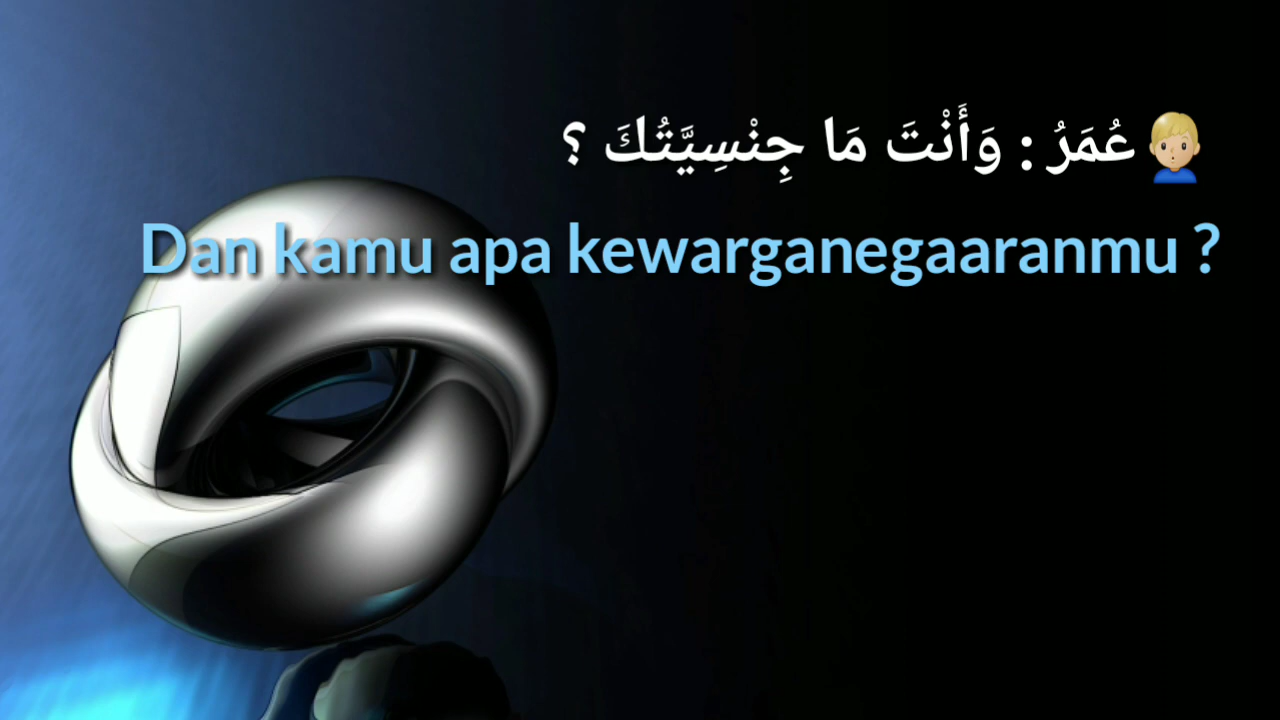 عُمَرُ : وَأَنْتَ مَا جِنْسِيَّتُكَ ؟
Dan kamu apa kewarganegaaranmu ?